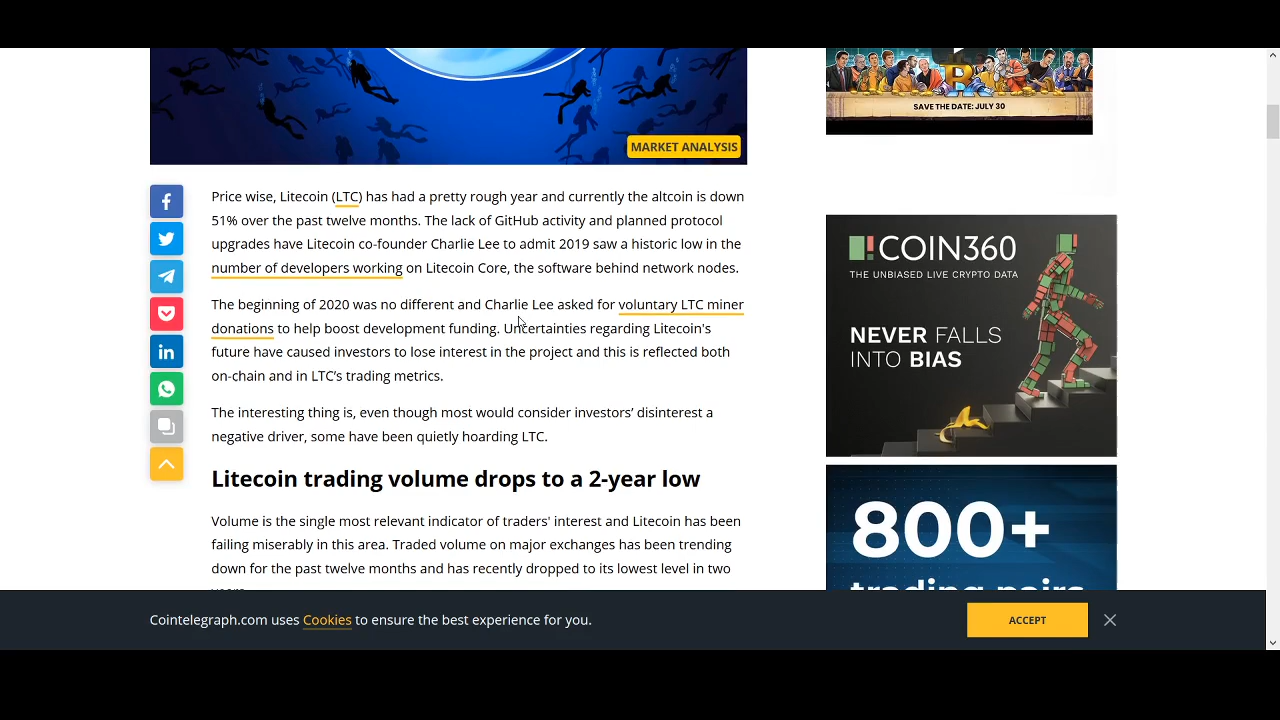 SAVE THE DATE: JULY 30
MARKET ANALYSIS
Price wise, Litecoin (LTC) has had a pretty rough year and currently the altcoin is down
51% over the past twelve months. The lack of GitHub activity and planned protocol
upgrades have Litecoin co-founder Charlie Lee to admit 2019 saw a historic low in the
number of developers working on Litecoin Core, the software behind network nodes.
The beginning of 2020 was no different and Charlie Lee asked for voluntary LTC miner
donations to help boost development funding. Uncertainties regarding Litecoin's
future have caused investors to lose interest in the project and this is reflected both
on-chain and in LTC's trading metrics.
The interesting thing is, even though most would consider investors' disinterest a
negative driver, some have been quietly hoarding LTC.
Litecoin trading volume drops to a 2-year low
Volume is the single most relevant indicator of traders' interest and Litecoin has been
failing miserably in this area. Traded volume on major exchanges has been trending
down for the past twelve months and has recently dropped to its lowest level in two
years.
COIN360
THE UNBIASED LIVE CRYPTO DATA
NEVER FALLS
INTO BIAS
800+
trading pairs
Cointelegraph.com uses Cookies to ensure the best experience for you.
ACCEPT